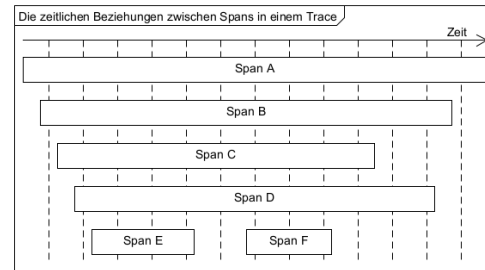 Die zeitlichen Beziehungen zwischen Spans in einem Trace
Zeit
Span A
Span B
Span C
Span D
Span E Span F